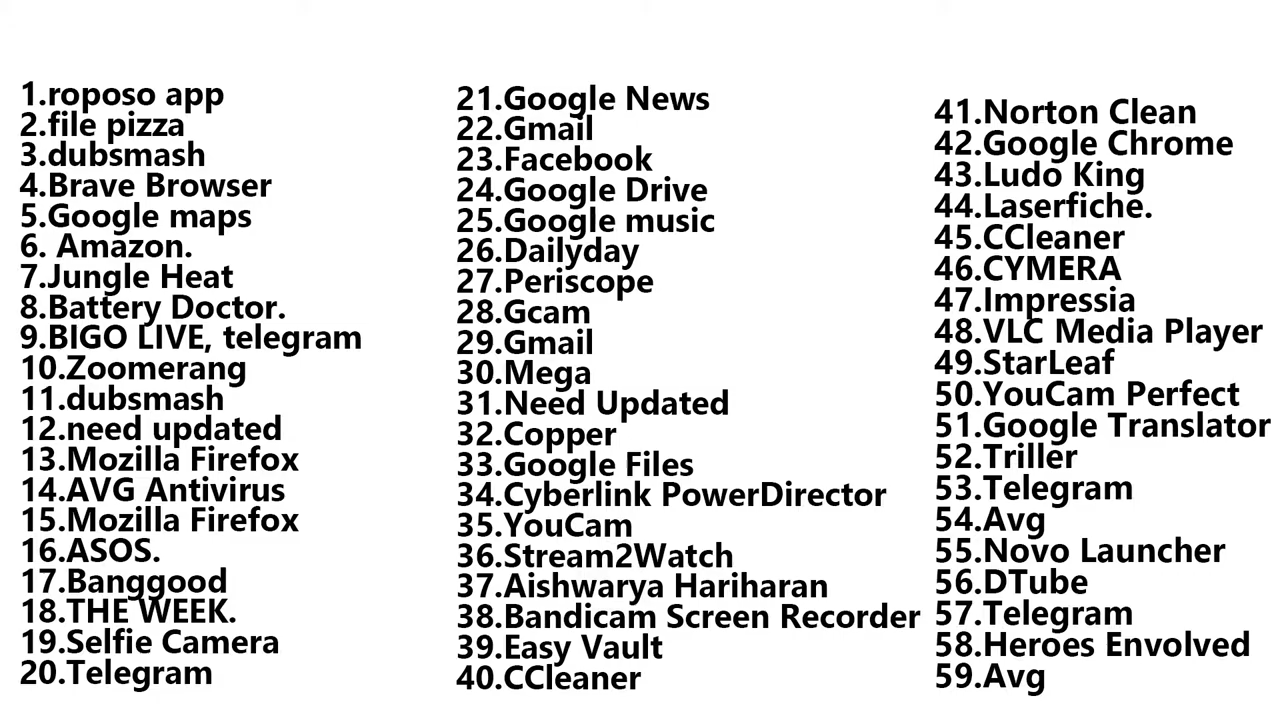 1.roposo app
2.file pizza
3.dubsmash
4.Brave Browser
5.Google maps
6. Amazon.
7.Jungle Heat
8.Battery Doctor.
9.BIGO LIVE, telegram
10.Zoomerang
11.dubsmash
12.need updated
13.Mozilla Firefox
14.AVG Antivirus
15.Mozilla Firefox
16.ASOS.
17.Banggood
18.THE WEEK.
19.Selfie Camera
20.Telegram
21.Google News
22.Gmail
23.Facebook
24.Google Drive
25.Google music
26.Dailyday
27.Periscope
28.Gcam
29.Gmail
30.Mega
31.Need Updated
32.Copper
33.Google Files
34.Cyberlink PowerDirector
35.YouCam
36.Stream2Watch
37.Aishwarya Hariharan
38.Bandicam Screen Recorder
39.Easy Vault
40.CCleaner
41.Norton Clean
42.Google Chrome
43.Ludo King
44.Laserfiche.
45.CCleaner
46.CYMERA
47.Impressia
48.VLC Media Player
49.StarLeaf
50.YouCam Perfect
51.Google Translator
52.Triller
53.Telegram
54.Avg
55.Novo Launcher
56.DTube
57.Telegram
58.Heroes Envolved
59.Avg